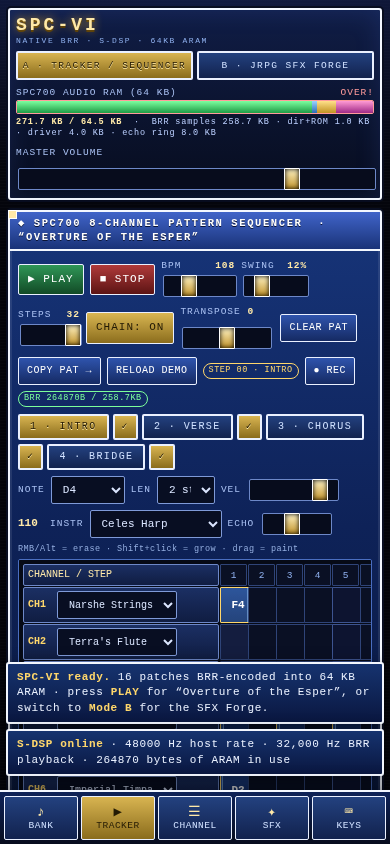 SPC-VI
NATIVE BRR · S-DSP · 64KB ARAM
A · TRACKER / SEQUENCER
B · JRPG SFX FORGE
SPC700 AUDIO RAM (64 KB)
OVER!
271.7 KB / 64.5 KB · BRR samples 258.7 KB · dir+ROM 1.0 KB
· driver 4.0 KB · echo ring 8.0 KB
MASTER VOLUME
◆ SPC700 8-CHANNEL PATTERN SEQUENCER ·
“OVERTURE OF THE ESPER”
▶ PLAY
■ STOP
BPM 108
SWING 12%
STEPS 32
CHAIN: ON
TRANSPOSE 0
CLEAR PAT
COPY PAT →
RELOAD DEMO
STEP 00 · INTRO
● REC
BRR 264870B / 258.7KB
1 · INTRO
✓
2 · VERSE
✓
3 · CHORUS
✓
4 · BRIDGE
✓
NOTE
D4
LEN
VEL
110
INSTR
Celes Harp
ECHO
RMB/Alt = erase · Shift+click = grow · drag = paint
CHANNEL / STEP
1
2
3
4
5
CH1
Narshe Strings
F4
CH2
Terra's Flute
SPC-VI ready. 16 patches BRR-encoded into 64 KB
ARAM · press PLAY for “Overture of the Esper”, or
switch to Mode B for the SFX Forge.
S-DSP online · 48000 Hz host rate · 32,000 Hz BRR
playback · 264870 bytes of ARAM in use
♪
BANK
▶
TRACKER
☰
CHANNEL
✦
SFX
⌨
KEYS